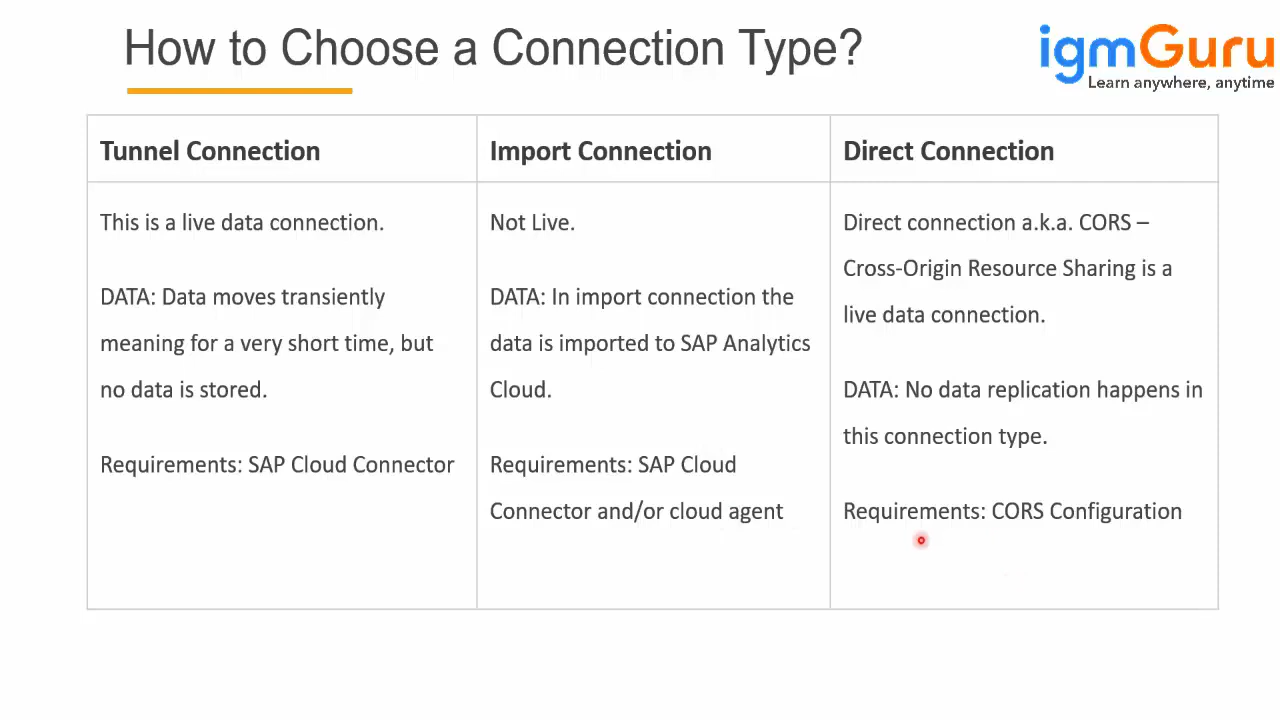 How to Choose a Connection Type?
igmGuru
Learn anywhere, anytime
Tunnel Connection
This is a live data connection.
DATA: Data moves transiently
meaning for a very short time, but
no data is stored.
Requirements: SAP Cloud Connector
Import Connection
Not Live.
DATA: In import connection the
data is imported to SAP Analytics
Cloud.
Requirements: SAP Cloud
Connector and/or cloud agent
Direct Connection
Direct connection a.k.a. CORS –
Cross-Origin Resource Sharing is a
live data connection.
DATA: No data replication happens in
this connection type.
Requirements: CORS Configuration